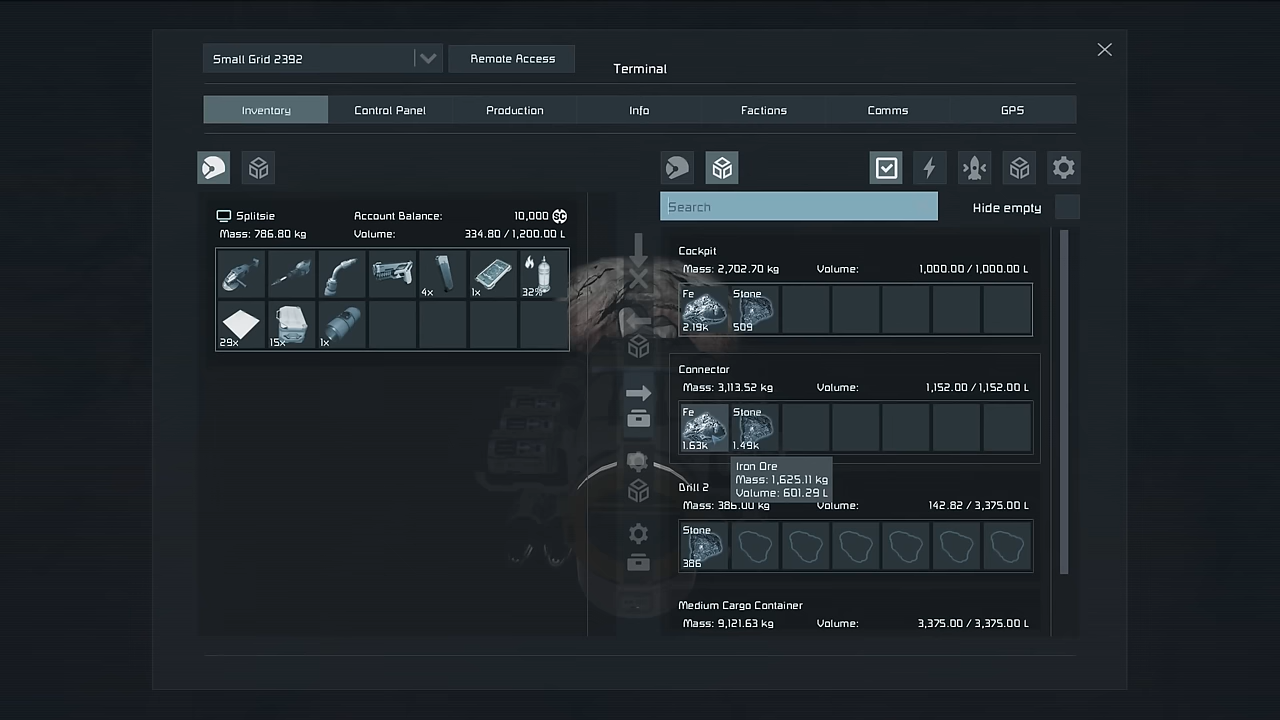 Small Grid 2392
Remote Access
Terminal
Inventory
Control Panel
Production
Info
Factions
Comms
GPS
Splitsie
Account Balance: 10,000 SC
Mass: 786.80 kg
Volume: 334.80 / 1,200.00 L
4x
1x
32%
29x
15x
1x
Search
Hide empty
Cockpit
Mass: 2,702.70 kg
Volume: 1,000.00 / 1,000.00 L
Fe
Stone
2.19k
509
Connector
Mass: 3,113.52 kg
Volume: 1,152.00 / 1,152.00 L
Fe
Stone
1.63k
1.49k
Iron Ore
Mass: 1,625.11 kg
Volume: 601.29 L
Drill 2
Mass: 386.00 kg
Volume: 142.82 / 3,375.00 L
Stone
386
Medium Cargo Container
Mass: 9,121.63 kg
Volume: 3,375.00 / 3,375.00 L